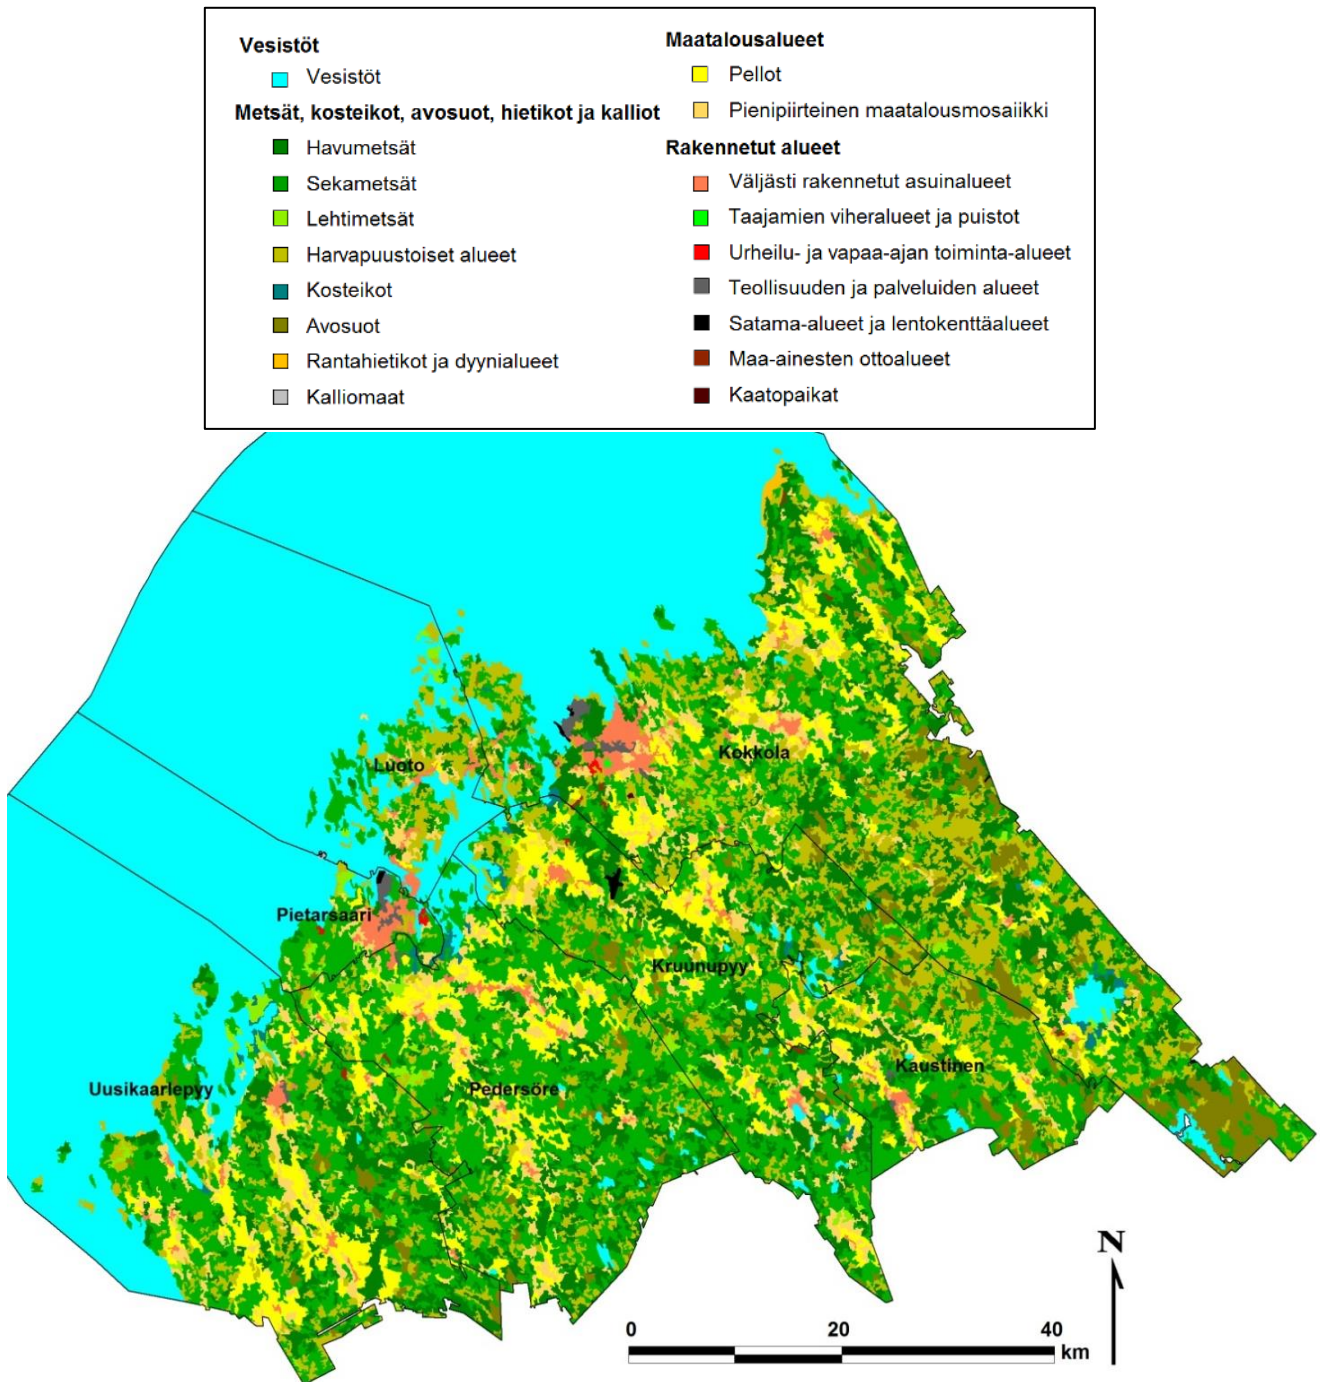 Vesistöt
Vesistöt
Metsät, kosteikot, avosuot, hietikot ja kalliot
Havumetsät
Sekametsät
Lehtimetsät
Harvapuustoiset alueet
Kosteikot
Avosuot
Rantahietikot ja dyynialueet
Kalliomaat
Maatalousalueet
Pellot
Pienipiirteinen maatalousmosaiikki
Rakennetut alueet
Väljästi rakennetut asuinalueet
Taajamien viheralueet ja puistot
Urheilu- ja vapaa-ajan toiminta-alueet
Teollisuuden ja palveluiden alueet
Satama-alueet ja lentokenttäalueet
Maa-ainesten ottoalueet
Kaatopaikat
Kokkola
Luoto
Pietarsaari
Kruunupyy
Kaustinen
Uusikaarlepyy
Pedersöre
N
0 20 40
km